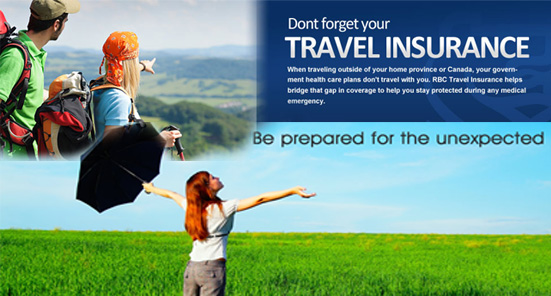 Dont forget your
TRAVEL INSURANCE
When traveling outside of your home province or Canada, your govern-
ment health care plans don't travel with you. RBC Travel Insurance helps
bridge that gap in coverage to help you stay protected during any medical
emergency.
Be prepared for the unexpected